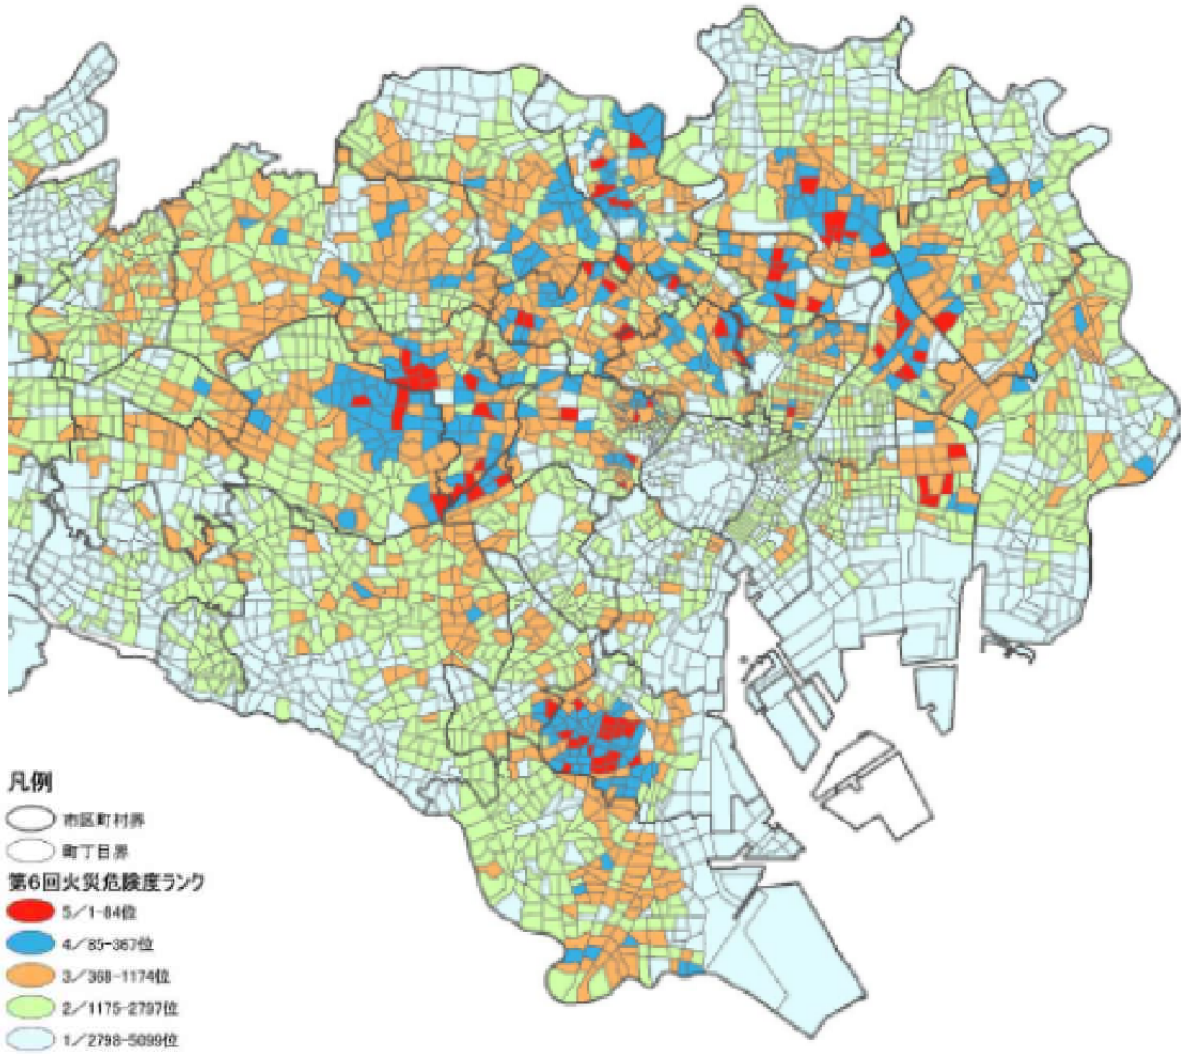 凡例
市区町村界
町丁目界
第6回火災危険度ランク
5／1-84位
4／85-367位
3／368-1174位
2／1175-2797位
1／2798-5099位